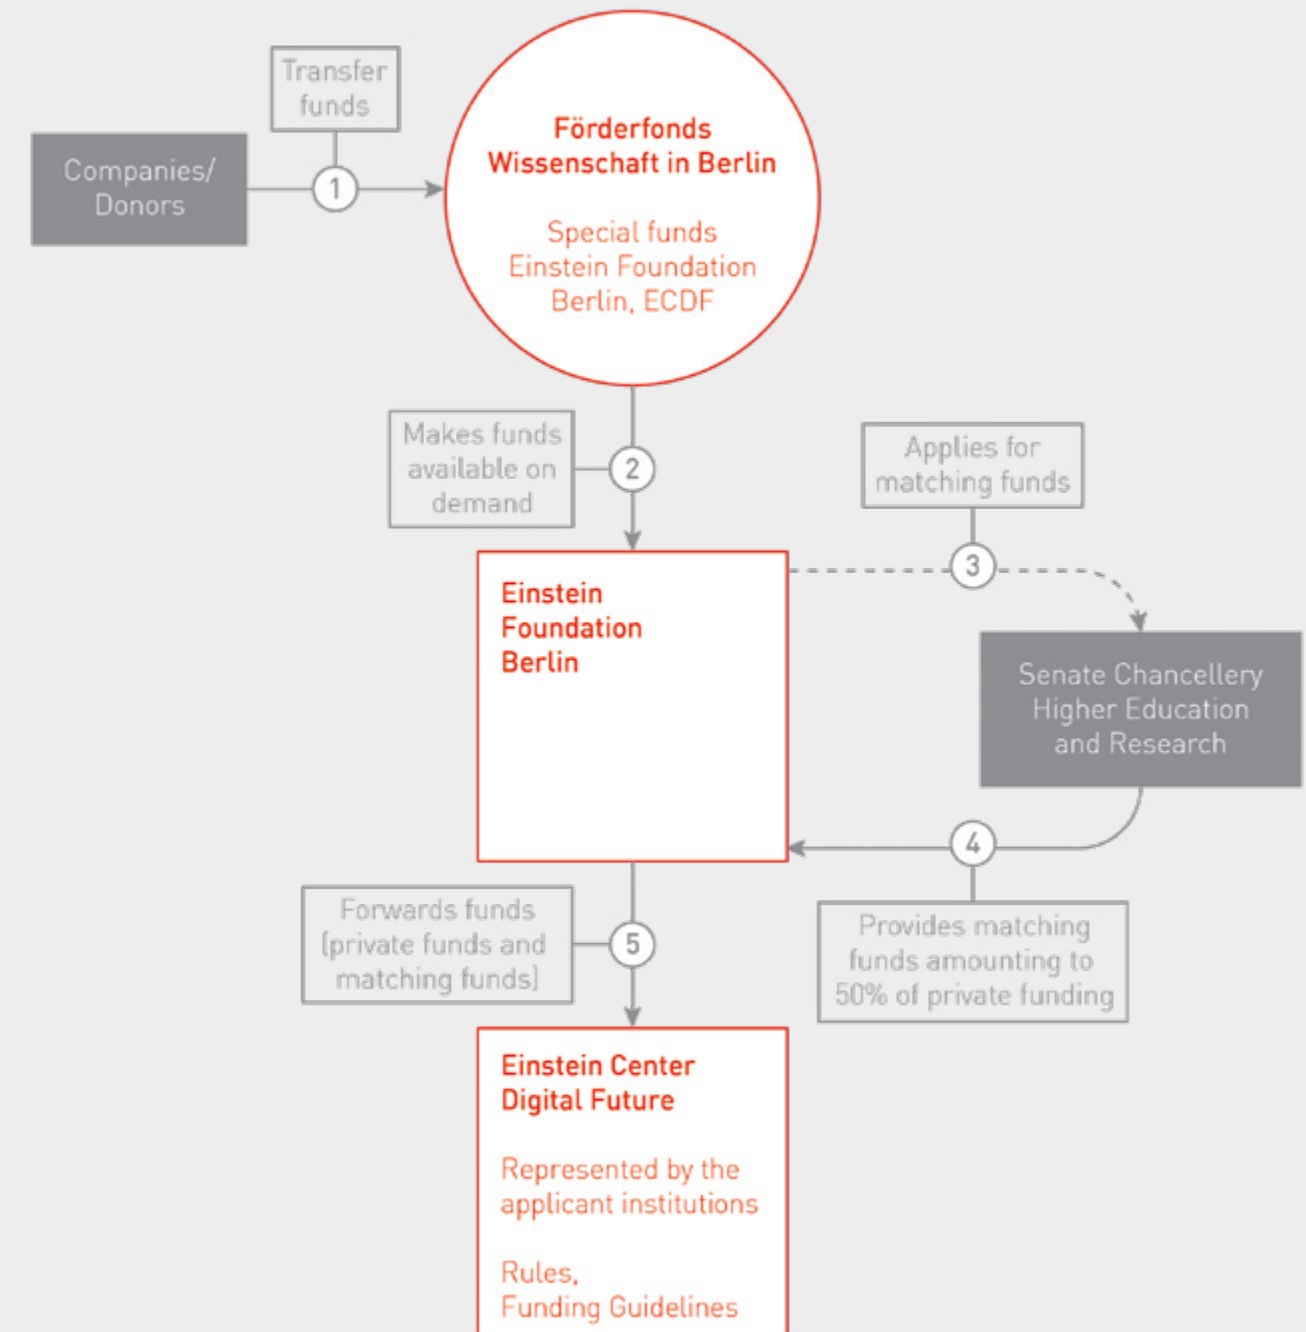 Transfer
funds
Companies/
Donors
1
Förderfonds
Wissenschaft in Berlin
Special funds
Einstein Foundation
Berlin, ECDF
Makes funds
available on
demand
2
Applies for
matching funds
3
Einstein
Foundation
Berlin
Senate Chancellery
Higher Education
and Research
4
Provides matching
funds amounting to
50% of private funding
Forwards funds
(private funds and
matching funds)
5
Einstein Center
Digital Future
Represented by the
applicant institutions
Rules,
Funding Guidelines